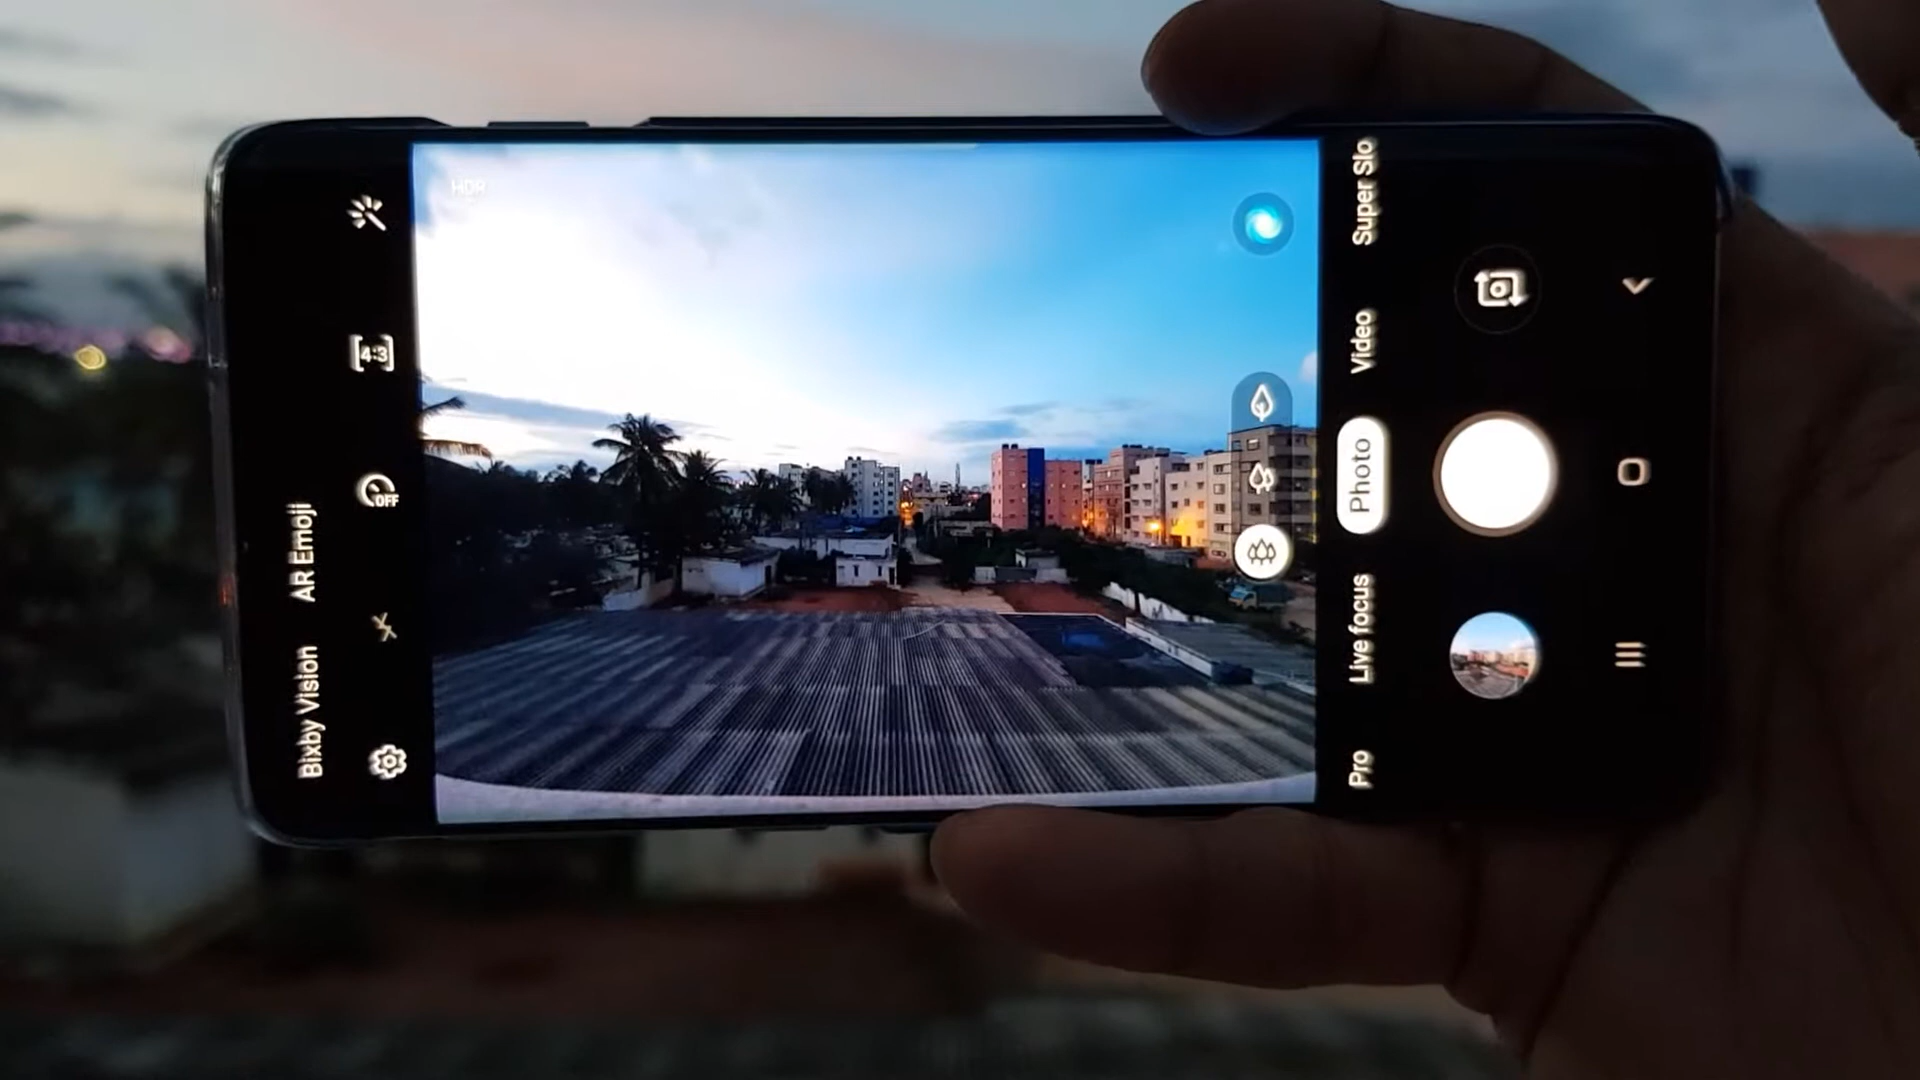 Bixby Vision
AR Emoji
4:3
OFF
HDR
Pro
Live focus
Photo
Video
Super Slo